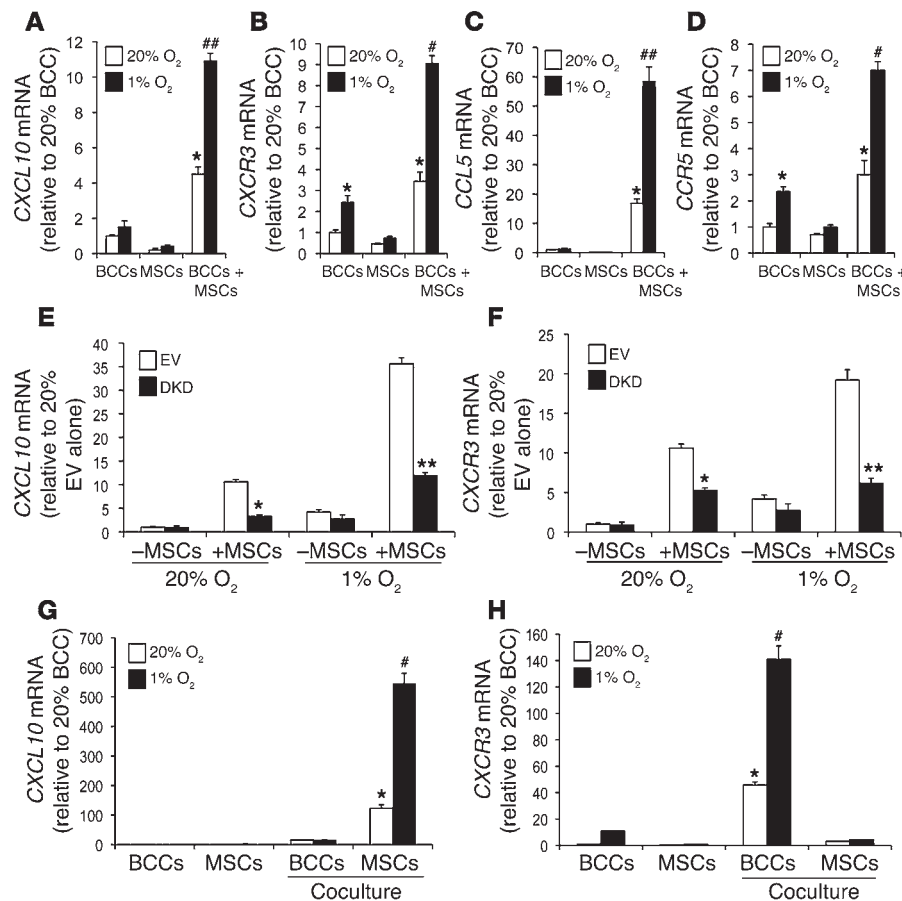 A
CXCL10 mRNA
(relative to 20% BCC)
12
10
8
6
4
2
0
20% O2
1% O2
*
##
BCCs MSCs BCCs +
MSCs
B
CXCR3 mRNA
(relative to 20% BCC)
10
9
8
7
6
5
4
3
2
1
0
20% O2
1% O2
*
*
#
BCCs MSCs BCCs +
MSCs
C
CCL5 mRNA
(relative to 20% BCC)
70
60
50
40
30
20
10
0
20% O2
1% O2
*
##
BCCs MSCs BCCs +
MSCs
D
CCR5 mRNA
(relative to 20% BCC)
8
7
6
5
4
3
2
1
0
20% O2
1% O2
*
*
#
BCCs MSCs BCCs +
MSCs
E
CXCL10 mRNA
(relative to 20%
EV alone)
40
35
30
25
20
15
10
5
0
EV
DKD
*
**
–MSCs +MSCs –MSCs +MSCs
20% O2 1% O2
F
CXCR3 mRNA
(relative to 20%
EV alone)
25
20
15
10
5
0
EV
DKD
*
**
–MSCs +MSCs –MSCs +MSCs
20% O2 1% O2
G
CXCL10 mRNA
(relative to 20% BCC)
700
600
500
400
300
200
100
0
20% O2
1% O2
*
#
BCCs MSCs BCCs MSCs
Coculture
H
CXCR3 mRNA
(relative to 20% BCC)
160
140
120
100
80
60
40
20
0
20% O2
1% O2
*
#
BCCs MSCs BCCs MSCs
Coculture